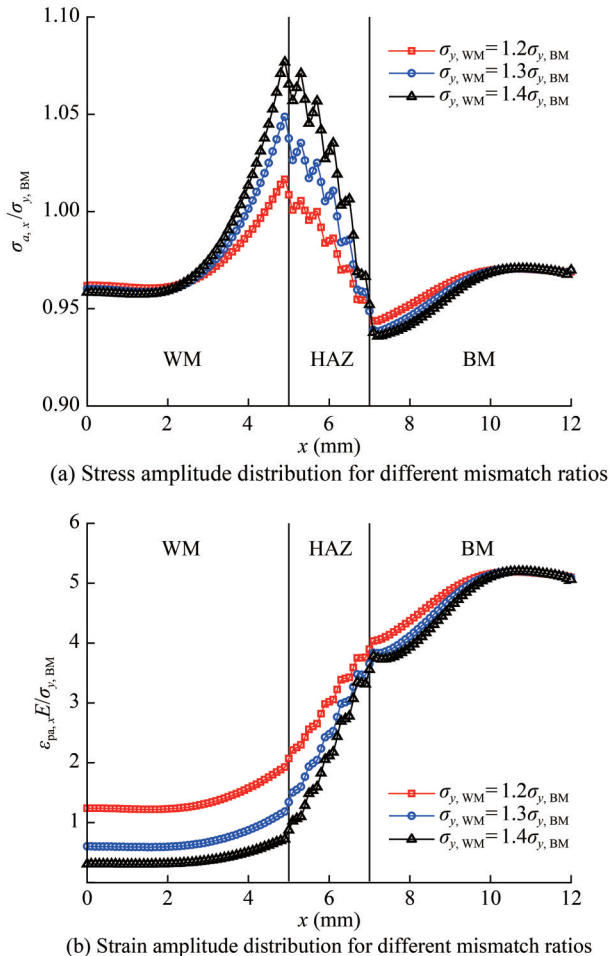 1.10
1.05
1.00
0.95
0.90
σa, x/σy, BM
σy, WM=1.2σy, BM
σy, WM=1.3σy, BM
σy, WM=1.4σy, BM
WM HAZ BM
0 2 4 6 8 10 12
x (mm)
(a) Stress amplitude distribution for different mismatch ratios
6
5
4
3
2
1
εpa, xE/σy, BM
WM HAZ BM
σy, WM=1.2σy, BM
σy, WM=1.3σy, BM
σy, WM=1.4σy, BM
0 2 4 6 8 10 12
x (mm)
(b) Strain amplitude distribution for different mismatch ratios